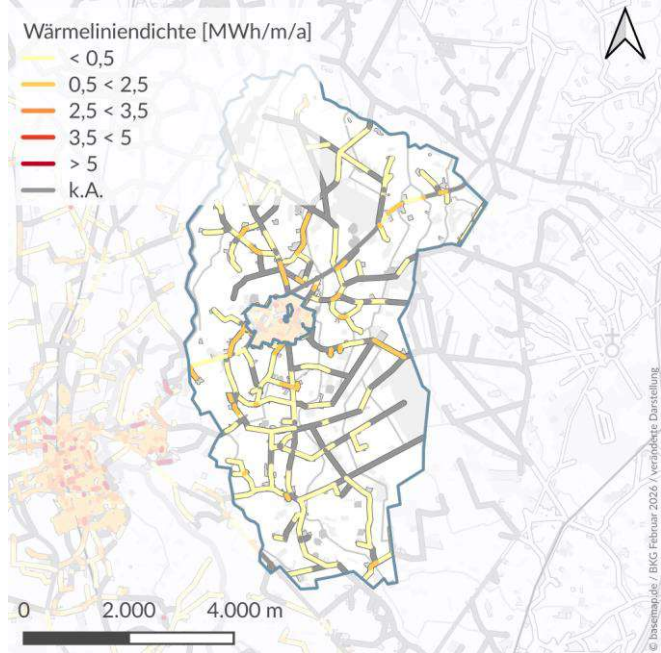 Wärmeliniendichte [MWh/m/a]
< 0,5
0,5 < 2,5
2,5 < 3,5
3,5 < 5
> 5
k.A.
0 2.000 4.000 m
© basemap.de / BKG Februar 2026 / veränderte Darstellung